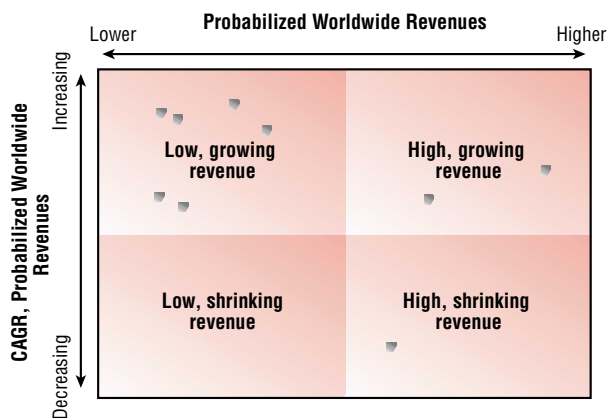 Probabilized Worldwide Revenues
Lower
Higher
Increasing
CAGR, Probabilized Worldwide
Revenues
Decreasing
Low, growing
revenue
High, growing
revenue
Low, shrinking
revenue
High, shrinking
revenue